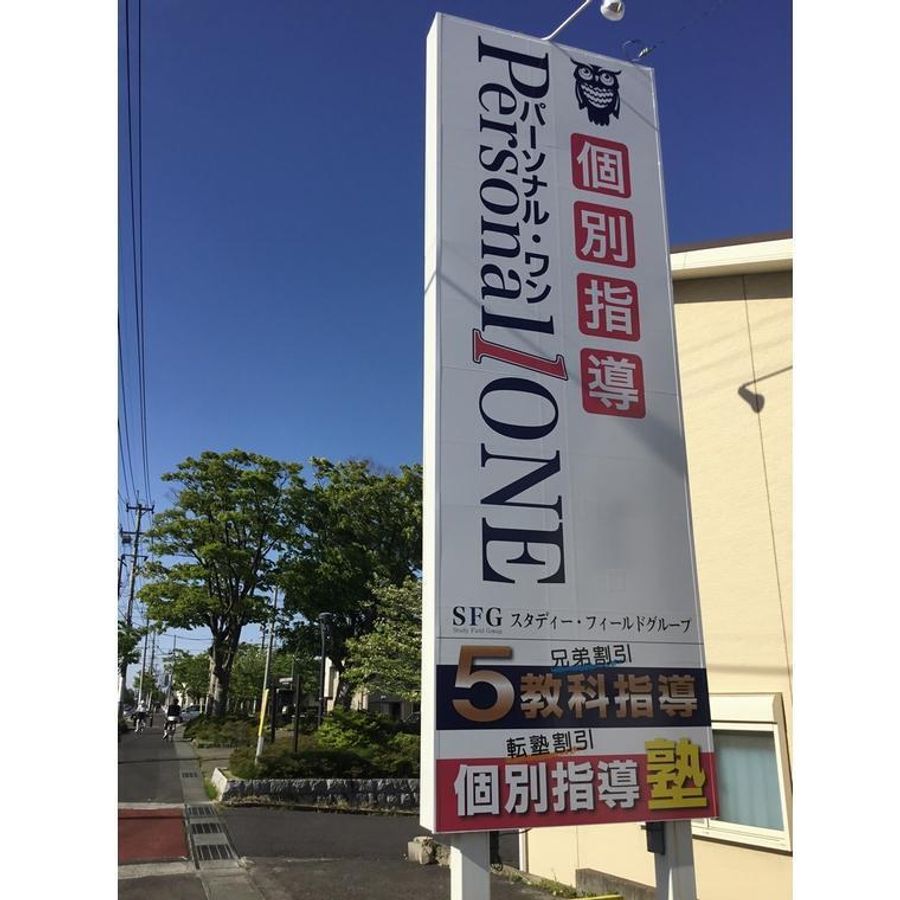 個別指導
パーソナル・ワン
Personal 1 ONE
SFG スタディー・フィールドグループ
Study Field Group
兄弟割引
5教科指導
転塾割引
個別指導塾